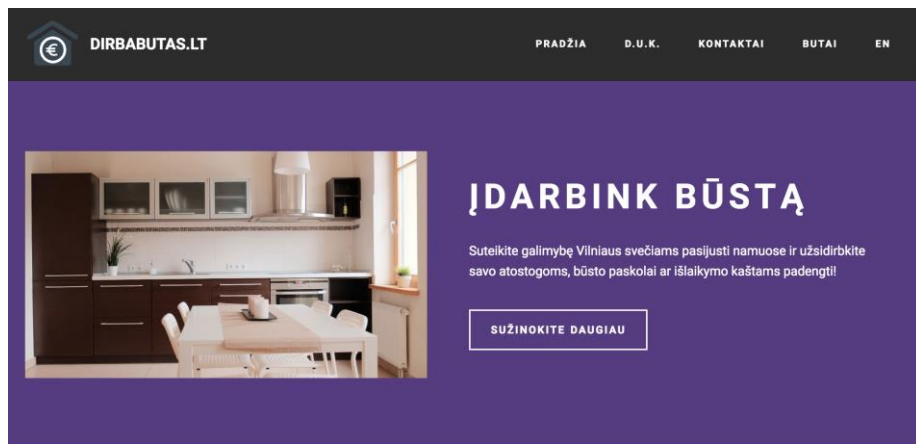 DIRBABUTAS.LT
PRADŽIA D.U.K. KONTAKTAI BUTAI EN
ĮDARBINK BŪSTĄ
Suteikite galimybę Vilniaus svečiams pasijusti namuose ir užsidirbkite
savo atostogoms, būsto paskolai ar išlaikymo kaštams padengti!
SUŽINOKITE DAUGIAU